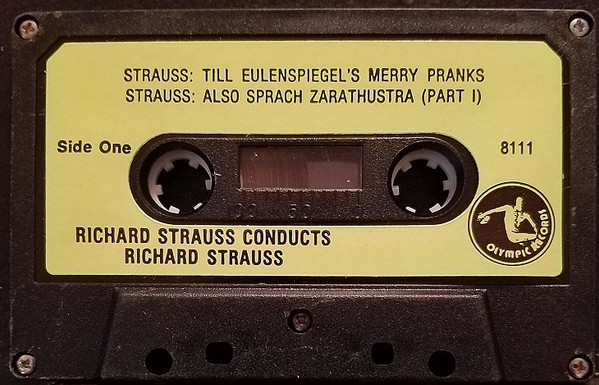 STRAUSS: TILL EULENSPIEGEL'S MERRY PRANKS
STRAUSS: ALSO SPRACH ZARATHUSTRA (PART I)
Side One
8111
50
RICHARD STRAUSS CONDUCTS
RICHARD STRAUSS
OLYMPIC RECORDS